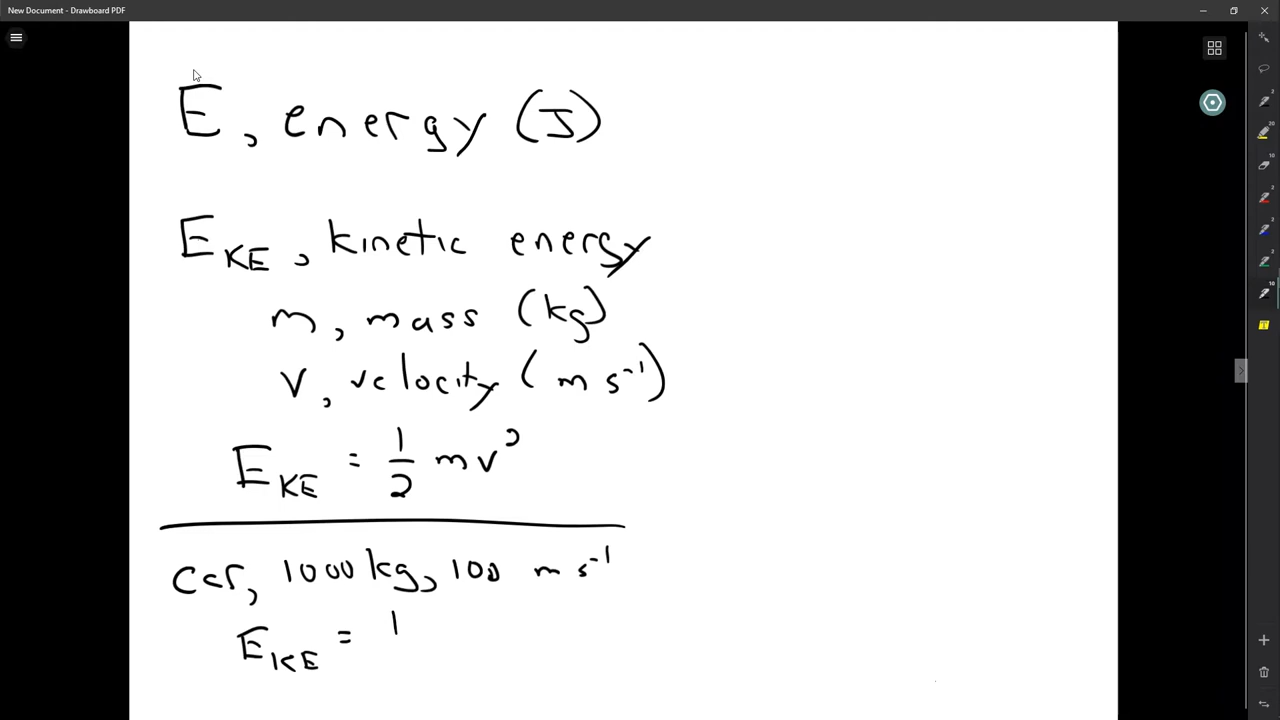 New Document - Drawboard PDF
E, energy (J)
E_KE, kinetic energy
m, mass (kg)
v, velocity (m s⁻¹)
E_KE = 1/2 mv²
Car, 1000 kg, 100 m s⁻¹
E_KE = 1